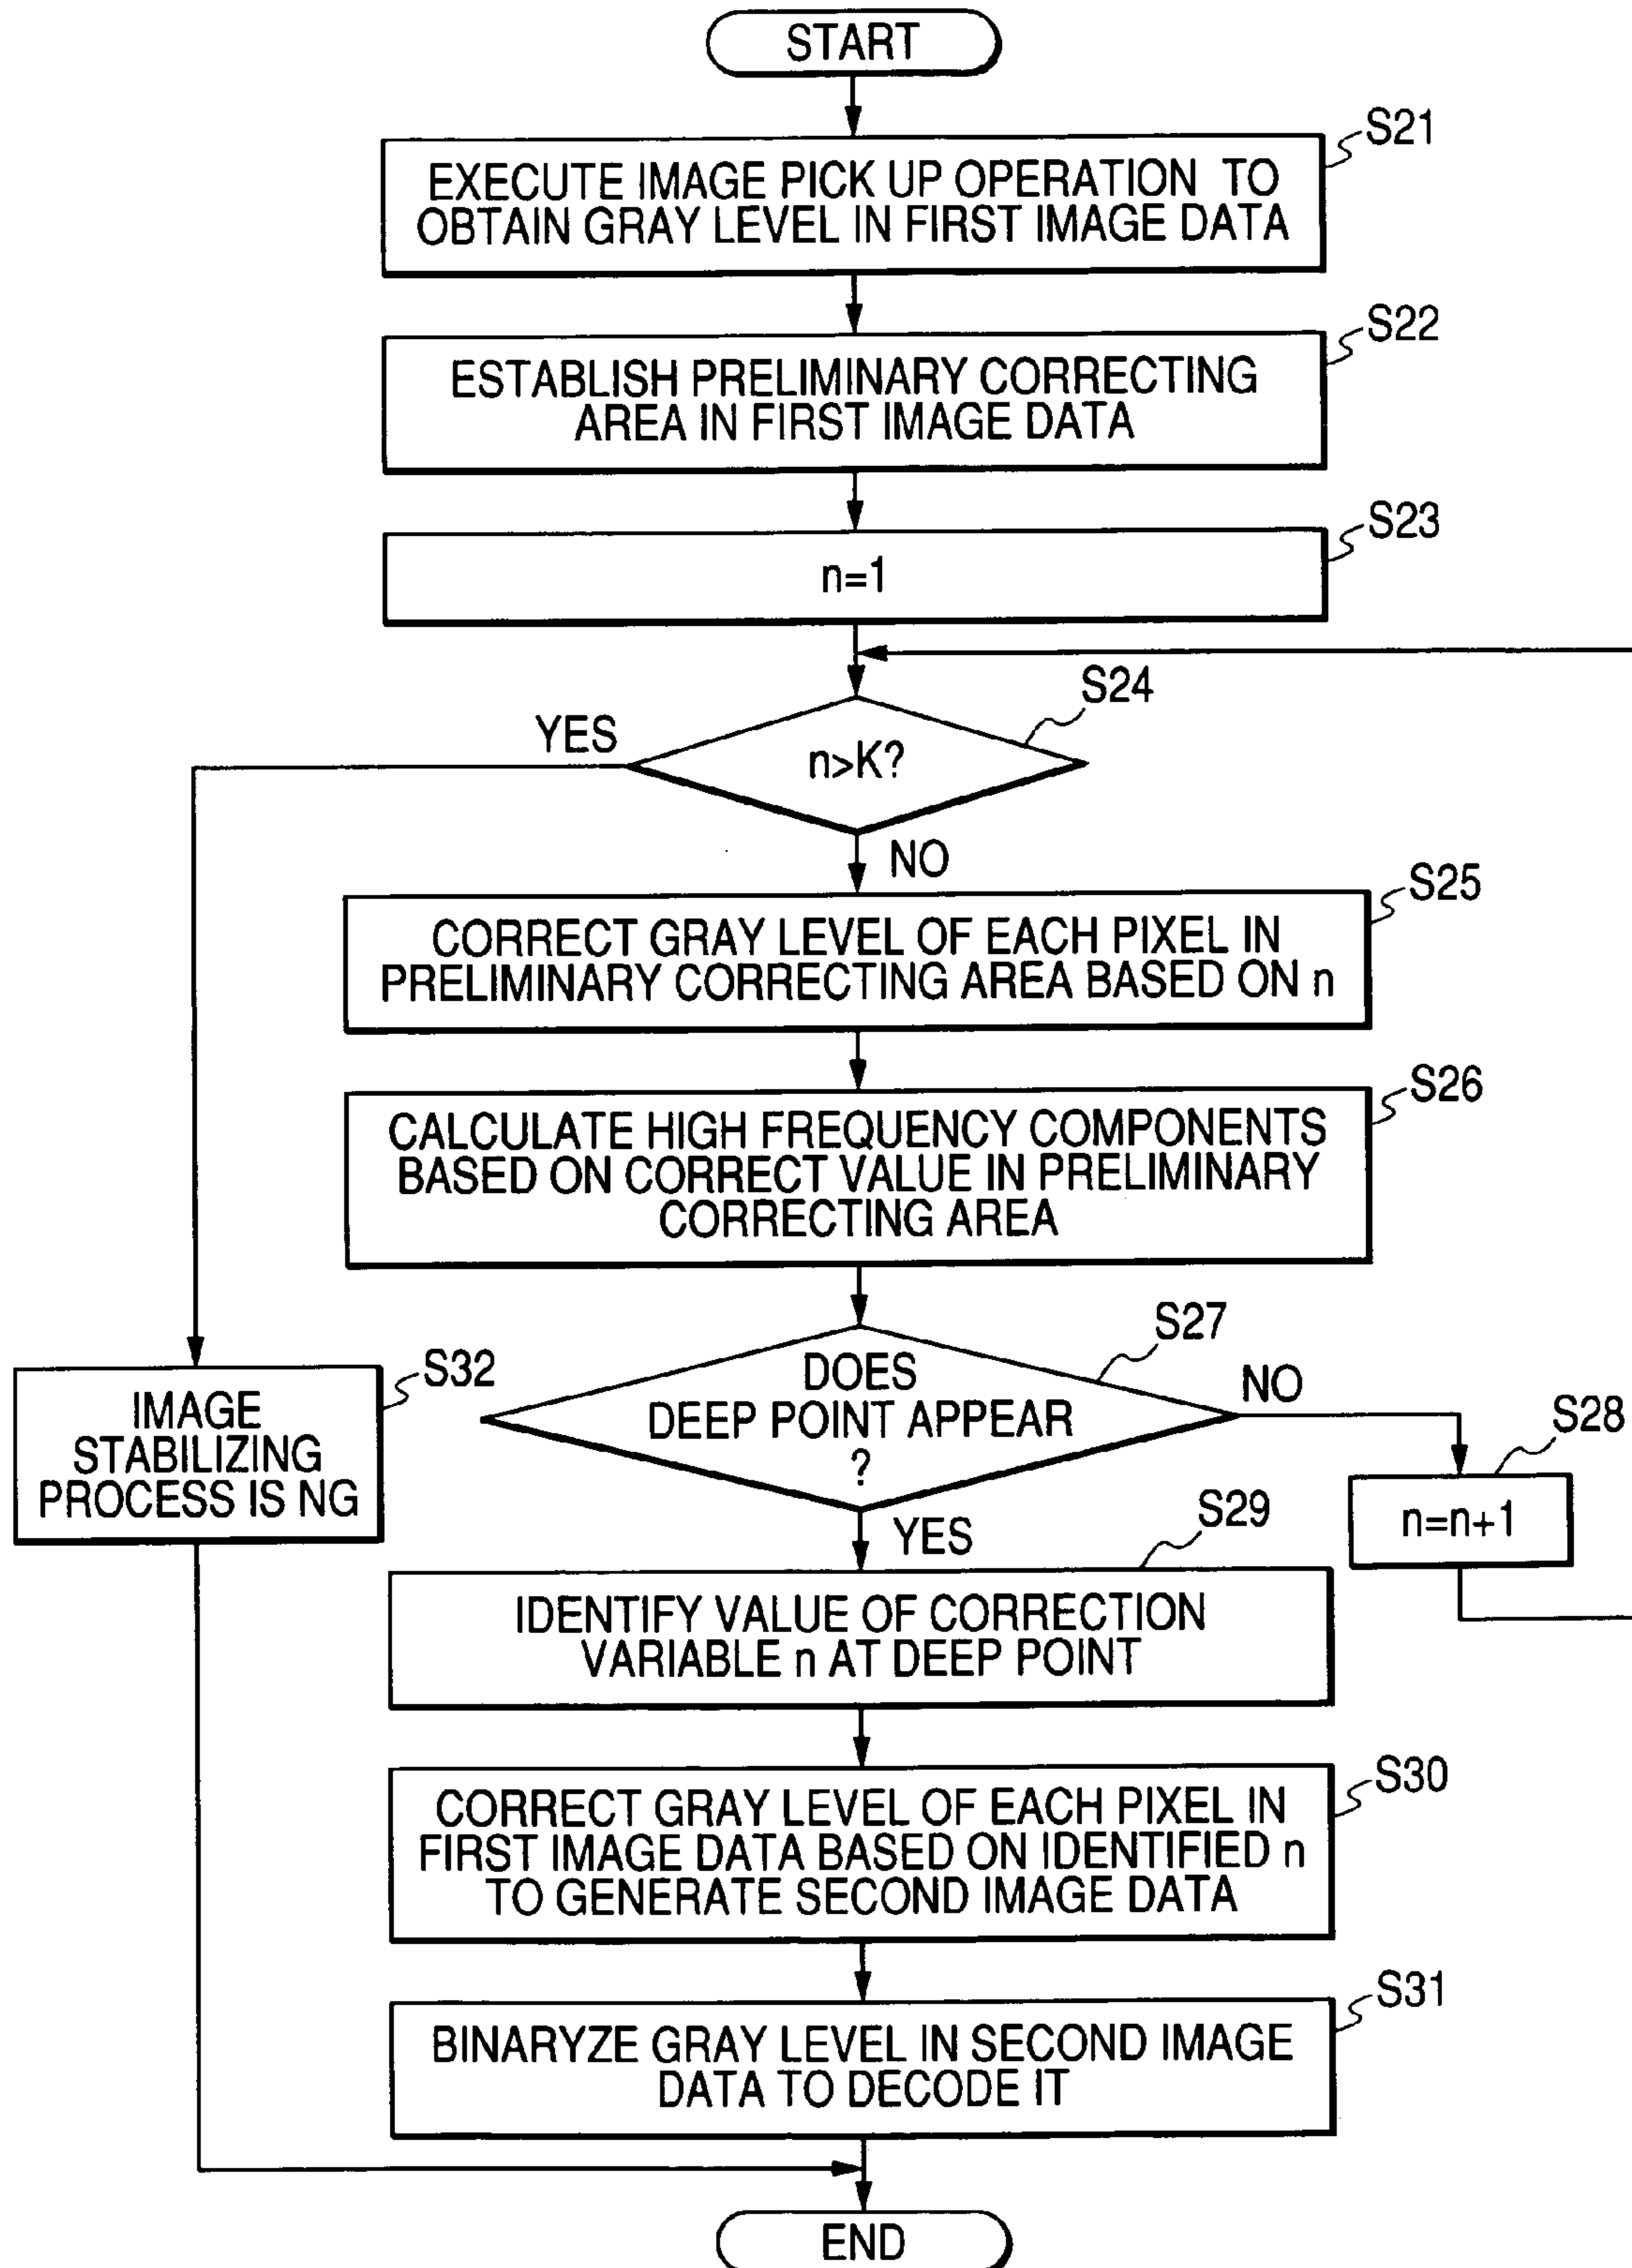 START
S21
EXECUTE IMAGE PICK UP OPERATION TO
OBTAIN GRAY LEVEL IN FIRST IMAGE DATA
S22
ESTABLISH PRELIMINARY CORRECTING
AREA IN FIRST IMAGE DATA
S23
n=1
S24
YES
n>K?
NO
S25
CORRECT GRAY LEVEL OF EACH PIXEL IN
PRELIMINARY CORRECTING AREA BASED ON n
S26
CALCULATE HIGH FREQUENCY COMPONENTS
BASED ON CORRECT VALUE IN PRELIMINARY
CORRECTING AREA
S27
DOES
DEEP POINT APPEAR
?
NO
S32
IMAGE
STABILIZING
PROCESS IS NG
S28
n=n+1
YES
S29
IDENTIFY VALUE OF CORRECTION
VARIABLE n AT DEEP POINT
S30
CORRECT GRAY LEVEL OF EACH PIXEL IN
FIRST IMAGE DATA BASED ON IDENTIFIED n
TO GENERATE SECOND IMAGE DATA
S31
BINARYZE GRAY LEVEL IN SECOND IMAGE
DATA TO DECODE IT
END